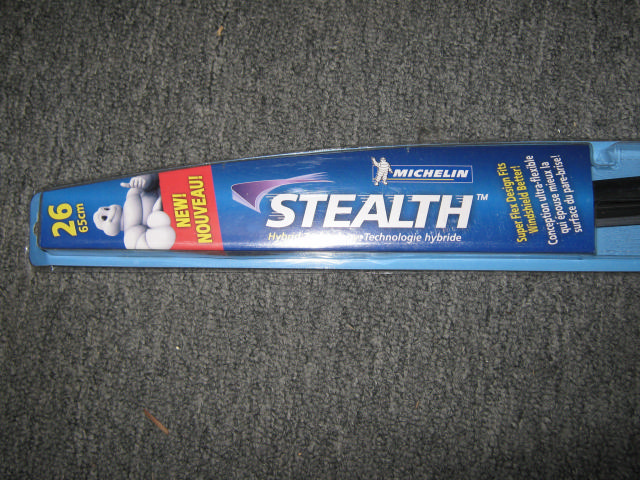 26
65cm
NEW!
NOUVEAU!
MICHELIN
STEALTH™
Hybrid Technologie hybride
Super Flex Design Fits
Windshield Better!
Conception ultra-flexible
qui épouse mieux la
surface du pare-brise!